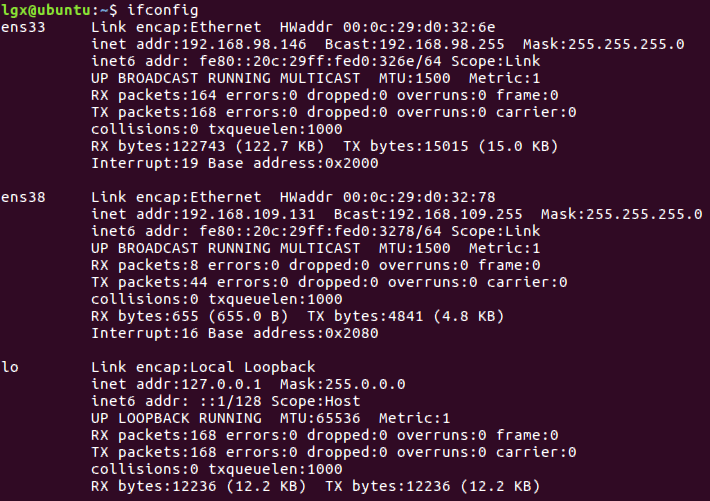 lgx@ubuntu:~$ ifconfig
ens33     Link encap:Ethernet  HWaddr 00:0c:29:d0:32:6e
          inet addr:192.168.98.146  Bcast:192.168.98.255  Mask:255.255.255.0
          inet6 addr: fe80::20c:29ff:fed0:326e/64 Scope:Link
          UP BROADCAST RUNNING MULTICAST  MTU:1500  Metric:1
          RX packets:164 errors:0 dropped:0 overruns:0 frame:0
          TX packets:168 errors:0 dropped:0 overruns:0 carrier:0
          collisions:0 txqueuelen:1000
          RX bytes:122743 (122.7 KB)  TX bytes:15015 (15.0 KB)
          Interrupt:19 Base address:0x2000

ens38     Link encap:Ethernet  HWaddr 00:0c:29:d0:32:78
          inet addr:192.168.109.131  Bcast:192.168.109.255  Mask:255.255.255.0
          inet6 addr: fe80::20c:29ff:fed0:3278/64 Scope:Link
          UP BROADCAST RUNNING MULTICAST  MTU:1500  Metric:1
          RX packets:8 errors:0 dropped:0 overruns:0 frame:0
          TX packets:44 errors:0 dropped:0 overruns:0 carrier:0
          collisions:0 txqueuelen:1000
          RX bytes:655 (655.0 B)  TX bytes:4841 (4.8 KB)
          Interrupt:16 Base address:0x2080

lo        Link encap:Local Loopback
          inet addr:127.0.0.1  Mask:255.0.0.0
          inet6 addr: ::1/128 Scope:Host
          UP LOOPBACK RUNNING  MTU:65536  Metric:1
          RX packets:168 errors:0 dropped:0 overruns:0 frame:0
          TX packets:168 errors:0 dropped:0 overruns:0 carrier:0
          collisions:0 txqueuelen:1000
          RX bytes:12236 (12.2 KB)  TX bytes:12236 (12.2 KB)